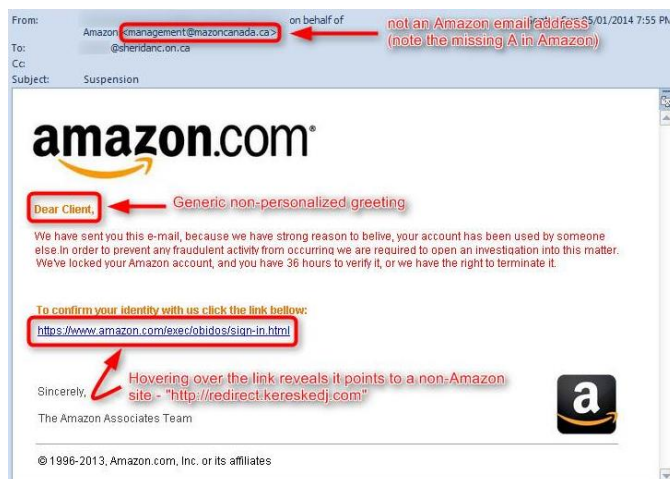 From: on behalf of
Amazon <management@mazoncanada.ca>
05/01/2014 7:55 PM
not an Amazon email address
(note the missing A in Amazon)
To: @sheridanc.on.ca
Cc:
Subject: Suspension
amazon.com
Dear Client,
Generic non-personalized greeting
We have sent you this e-mail, because we have strong reason to belive, your account has been used by someone
else.In order to prevent any fraudulent activity from occurring we are required to open an investigation into this matter.
We've locked your Amazon account, and you have 36 hours to verify it, or we have the right to terminate it.
To confirm your identity with us click the link bellow:
https://www.amazon.com/exec/obidos/sign-in.html
Hovering over the link reveals it points to a non-Amazon
site - "http://redirect.kereskedj.com"
Sincerely,
The Amazon Associates Team
a
© 1996-2013, Amazon.com, Inc. or its affiliates